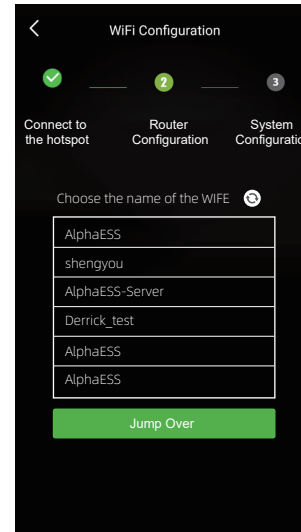 WiFi Configuration
2
3
Connect to the hotspot
Router Configuration
System Configuratio
Choose the name of the WIFE
AlphaESS
shengyou
AlphaESS-Server
Derrick_test
AlphaESS
AlphaESS
Jump Over